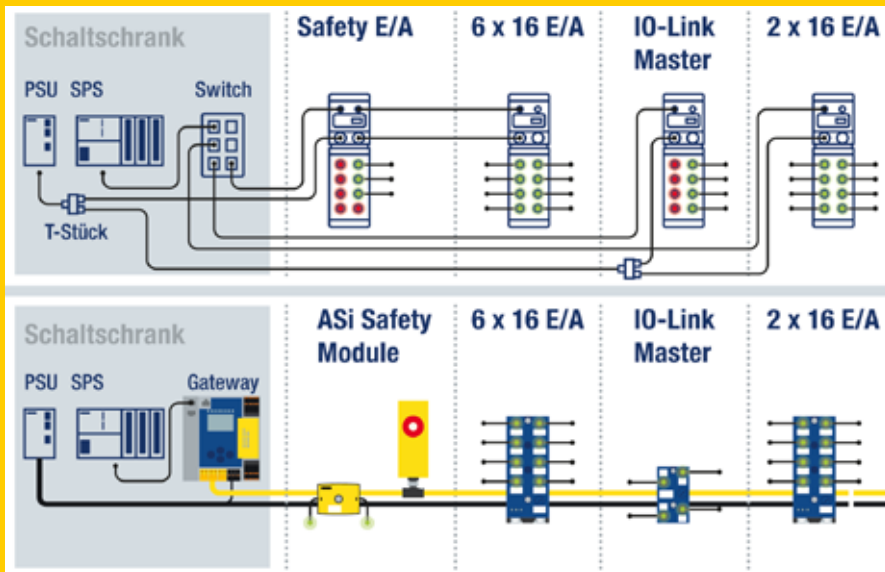 Schaltschrank
Safety E/A
6 x 16 E/A
IO-Link
Master
2 x 16 E/A
PSU
SPS
Switch
T-Stück
Schaltschrank
ASi Safety
Module
6 x 16 E/A
IO-Link
Master
2 x 16 E/A
PSU
SPS
Gateway